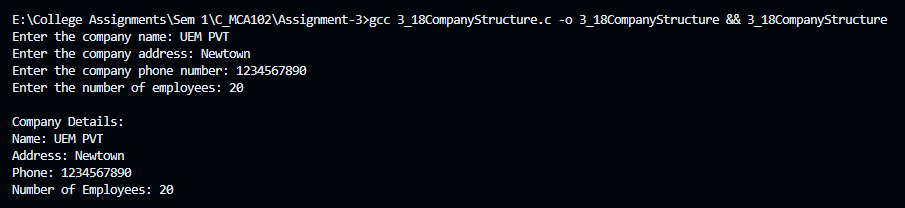 E:\College Assignments\Sem 1\C_MCA102\Assignment-3>gcc 3_18CompanyStructure.c -o 3_18CompanyStructure && 3_18CompanyStructure
Enter the company name: UEM PVT
Enter the company address: Newtown
Enter the company phone number: 1234567890
Enter the number of employees: 20

Company Details:
Name: UEM PVT
Address: Newtown
Phone: 1234567890
Number of Employees: 20